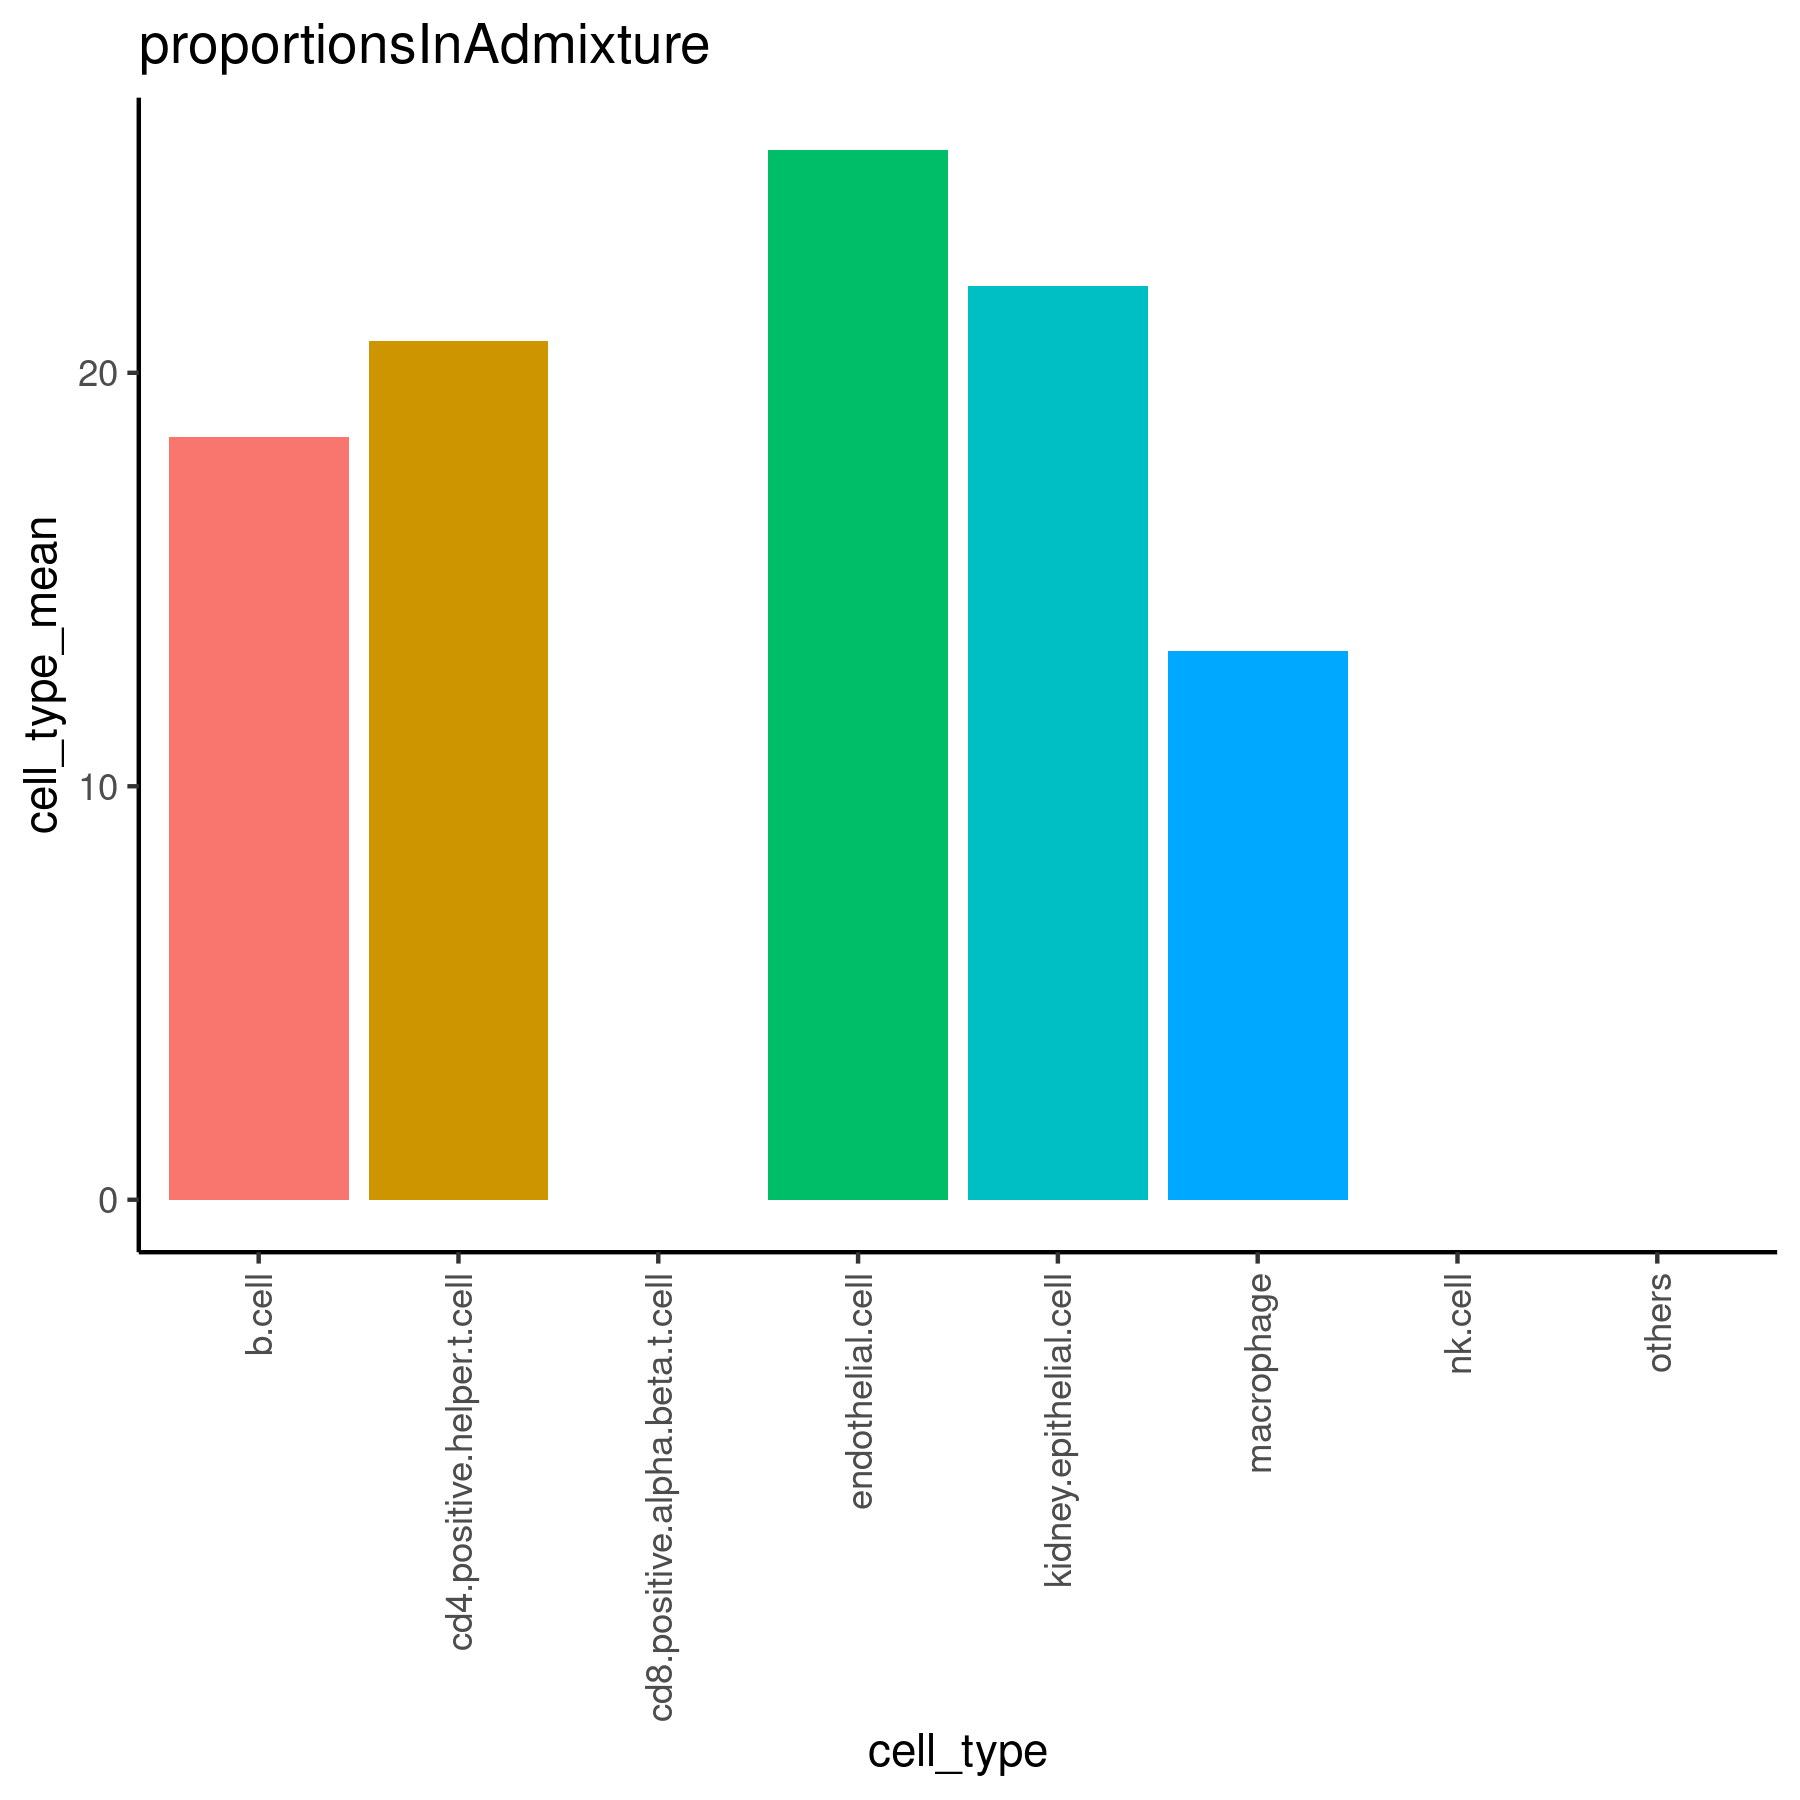 proportionsInAdmixture
cell_type_mean
20
10
0
b.cell
cd4.positive.helper.t.cell
cd8.positive.alpha.beta.t.cell
endothelial.cell
kidney.epithelial.cell
macrophage
nk.cell
others
cell_type